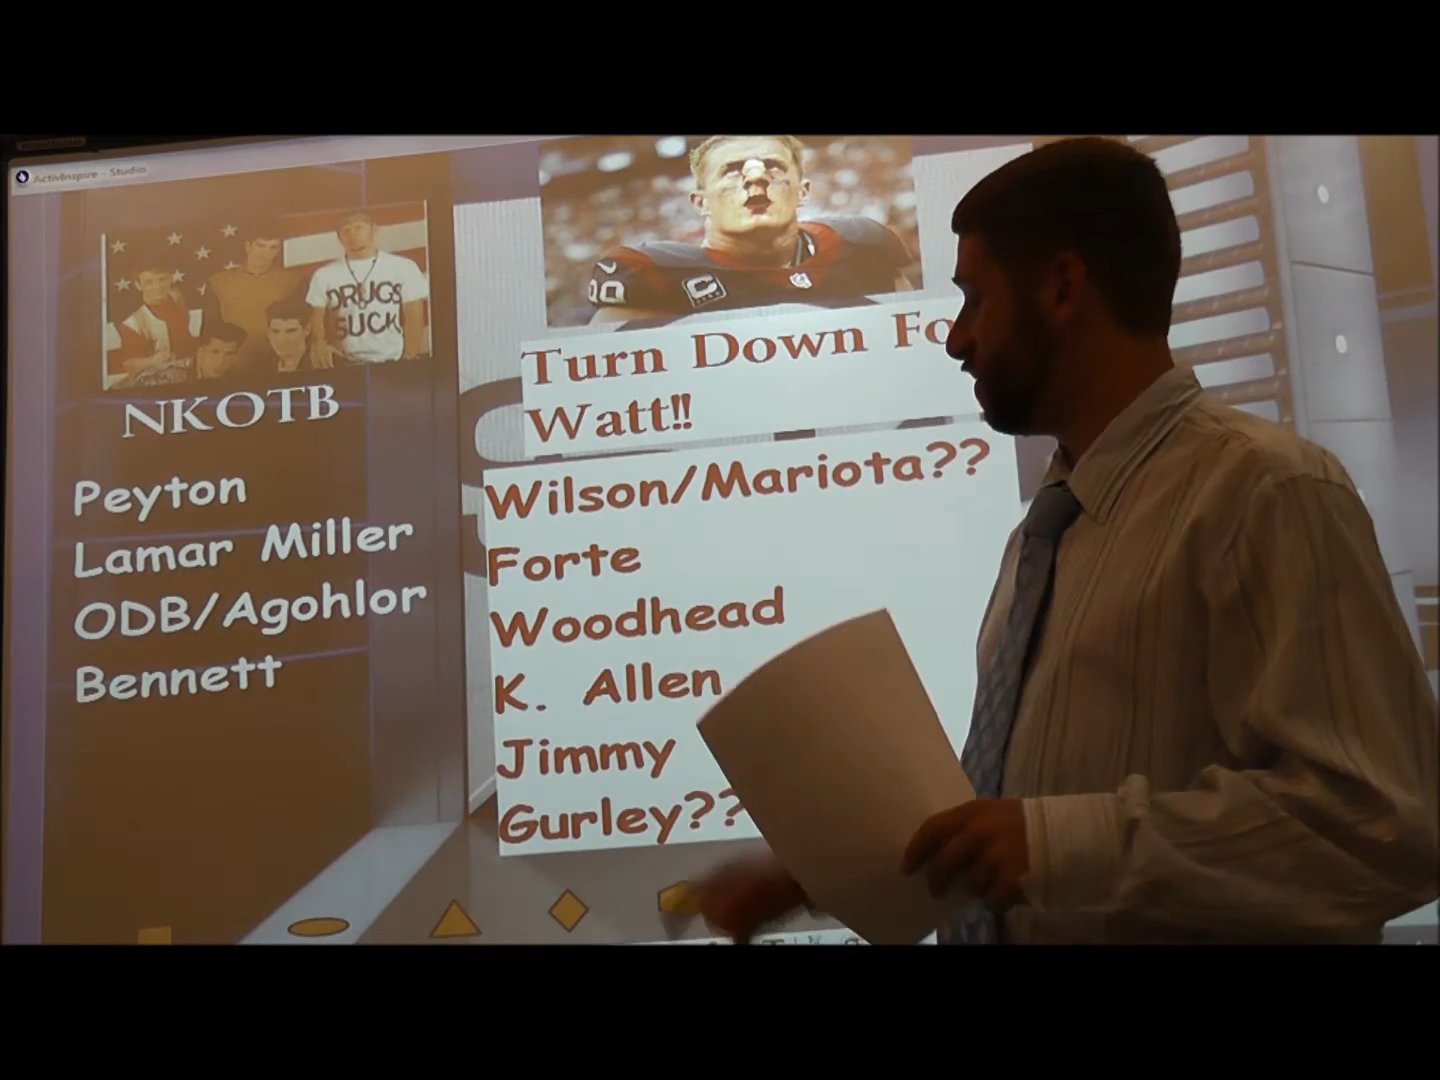 ActivInspire - Studio
DRUGS
SUCK
NKOTB
Peyton
Lamar Miller
ODB/Agohlor
Bennett
Turn Down Fo
Watt!!
Wilson/Mariota??
Forte
Woodhead
K. Allen
Jimmy
Gurley??